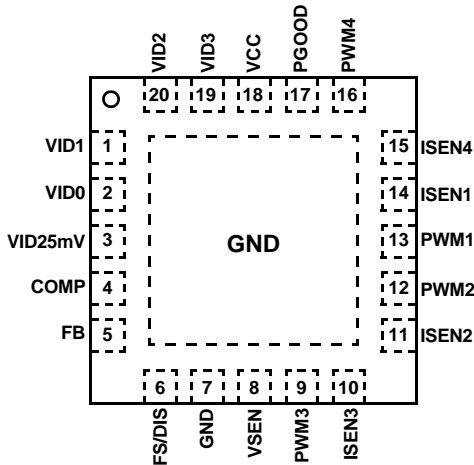 VID2
VID3
VCC
PGOOD
PWM4
20 19 18 17 16
VID1 1
VID0 2
VID25mV 3
COMP 4
FB 5
GND
15 ISEN4
14 ISEN1
13 PWM1
12 PWM2
11 ISEN2
6 7 8 9 10
FS/DIS
GND
VSEN
PWM3
ISEN3